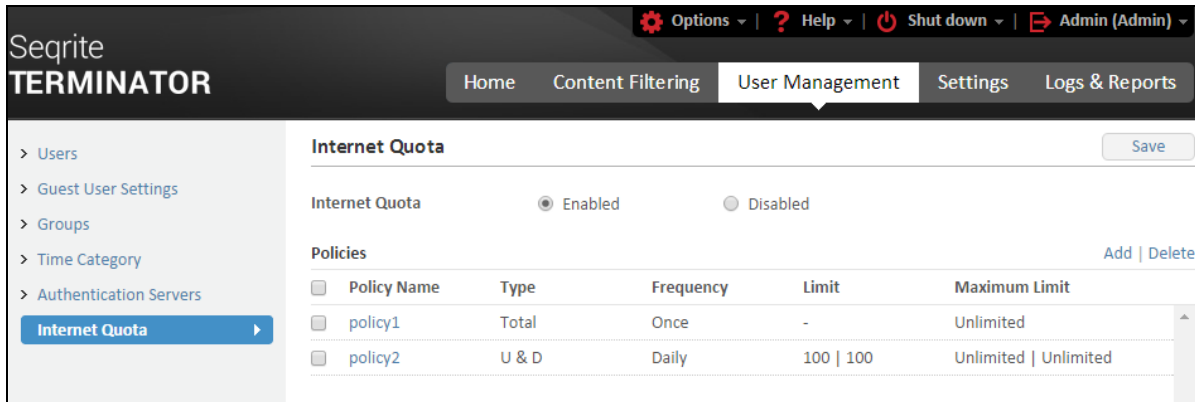 Options | Help | Shut down | Admin (Admin)
Seqrite
TERMINATOR
Home Content Filtering User Management Settings Logs & Reports
Users
Guest User Settings
Groups
Time Category
Authentication Servers
Internet Quota
Internet Quota Save
Internet Quota Enabled Disabled
Policies Add | Delete
Policy Name Type Frequency Limit Maximum Limit
policy1 Total Once - Unlimited
policy2 U & D Daily 100 | 100 Unlimited | Unlimited